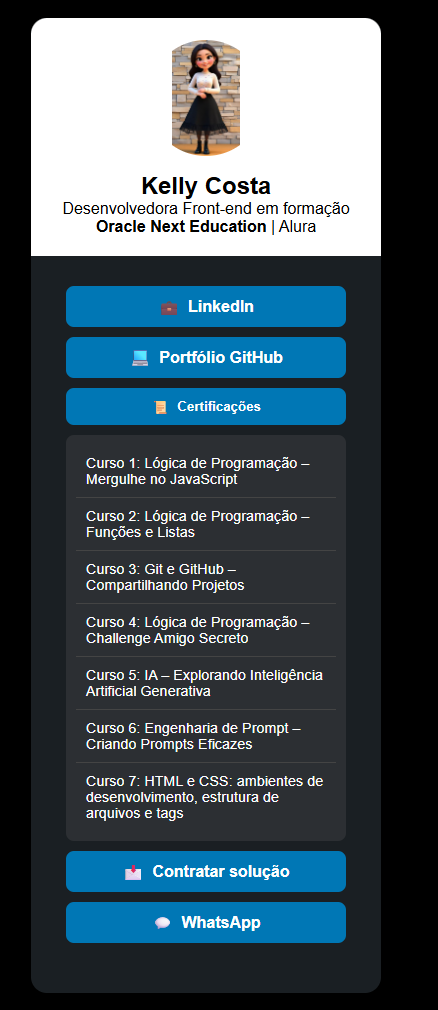 Kelly Costa
Desenvolvedora Front-end em formação
Oracle Next Education | Alura
LinkedIn
Portfólio GitHub
Certificações
Curso 1: Lógica de Programação –
Mergulhe no JavaScript
Curso 2: Lógica de Programação –
Funções e Listas
Curso 3: Git e GitHub –
Compartilhando Projetos
Curso 4: Lógica de Programação –
Challenge Amigo Secreto
Curso 5: IA – Explorando Inteligência
Artificial Generativa
Curso 6: Engenharia de Prompt –
Criando Prompts Eficazes
Curso 7: HTML e CSS: ambientes de
desenvolvimento, estrutura de
arquivos e tags
Contratar solução
WhatsApp